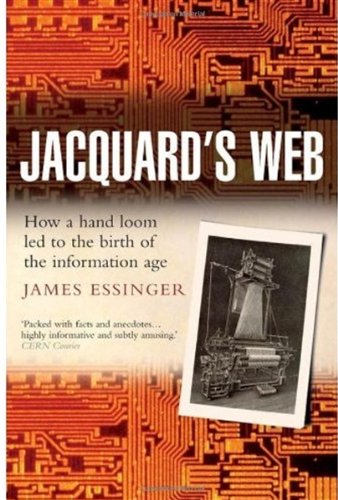 JACQUARD'S WEB
How a hand loom
led to the birth of
the information age
JAMES ESSINGER
'Packed with facts and anecdotes...
highly informative and subtly amusing.'
CERN Courier